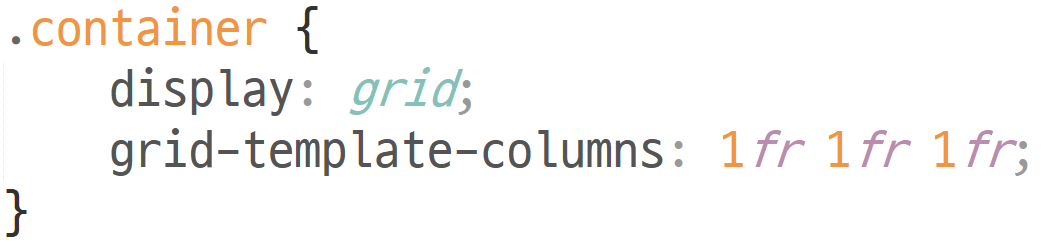 .container {
    display: grid;
    grid-template-columns: 1fr 1fr 1fr;
}